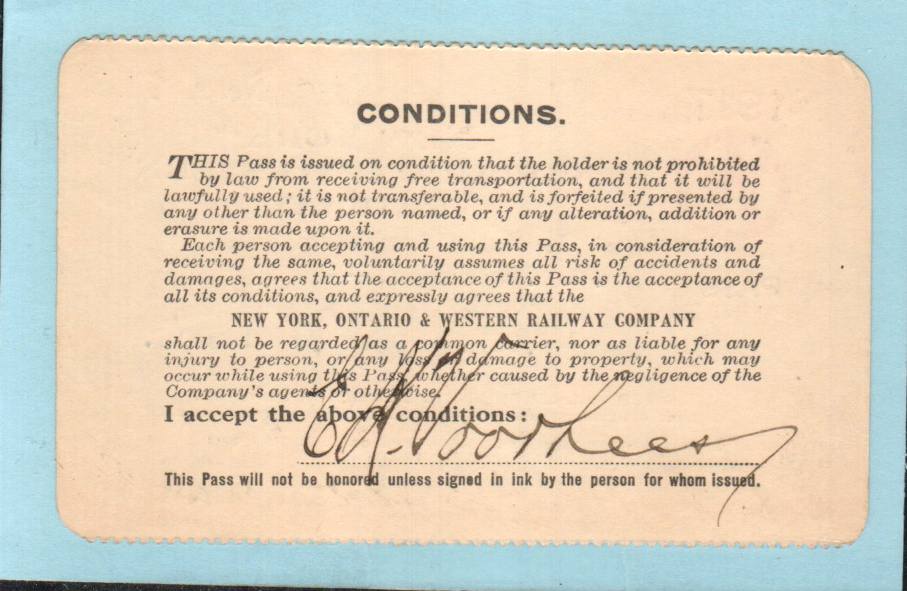 CONDITIONS.
THIS Pass is issued on condition that the holder is not prohibited
by law from receiving free transportation, and that it will be
lawfully used; it is not transferable, and is forfeited if presented by
any other than the person named, or if any alteration, addition or
erasure is made upon it.
Each person accepting and using this Pass, in consideration of
receiving the same, voluntarily assumes all risk of accidents and
damages, agrees that the acceptance of this Pass is the acceptance of
all its conditions, and expressly agrees that the
NEW YORK, ONTARIO & WESTERN RAILWAY COMPANY
shall not be regarded as a common carrier, nor as liable for any
injury to person, or any loss or damage to property, which may
occur while using this Pass, whether caused by the negligence of the
Company's agents or otherwise.
I accept the above conditions:
Voorhees
This Pass will not be honored unless signed in ink by the person for whom issued.